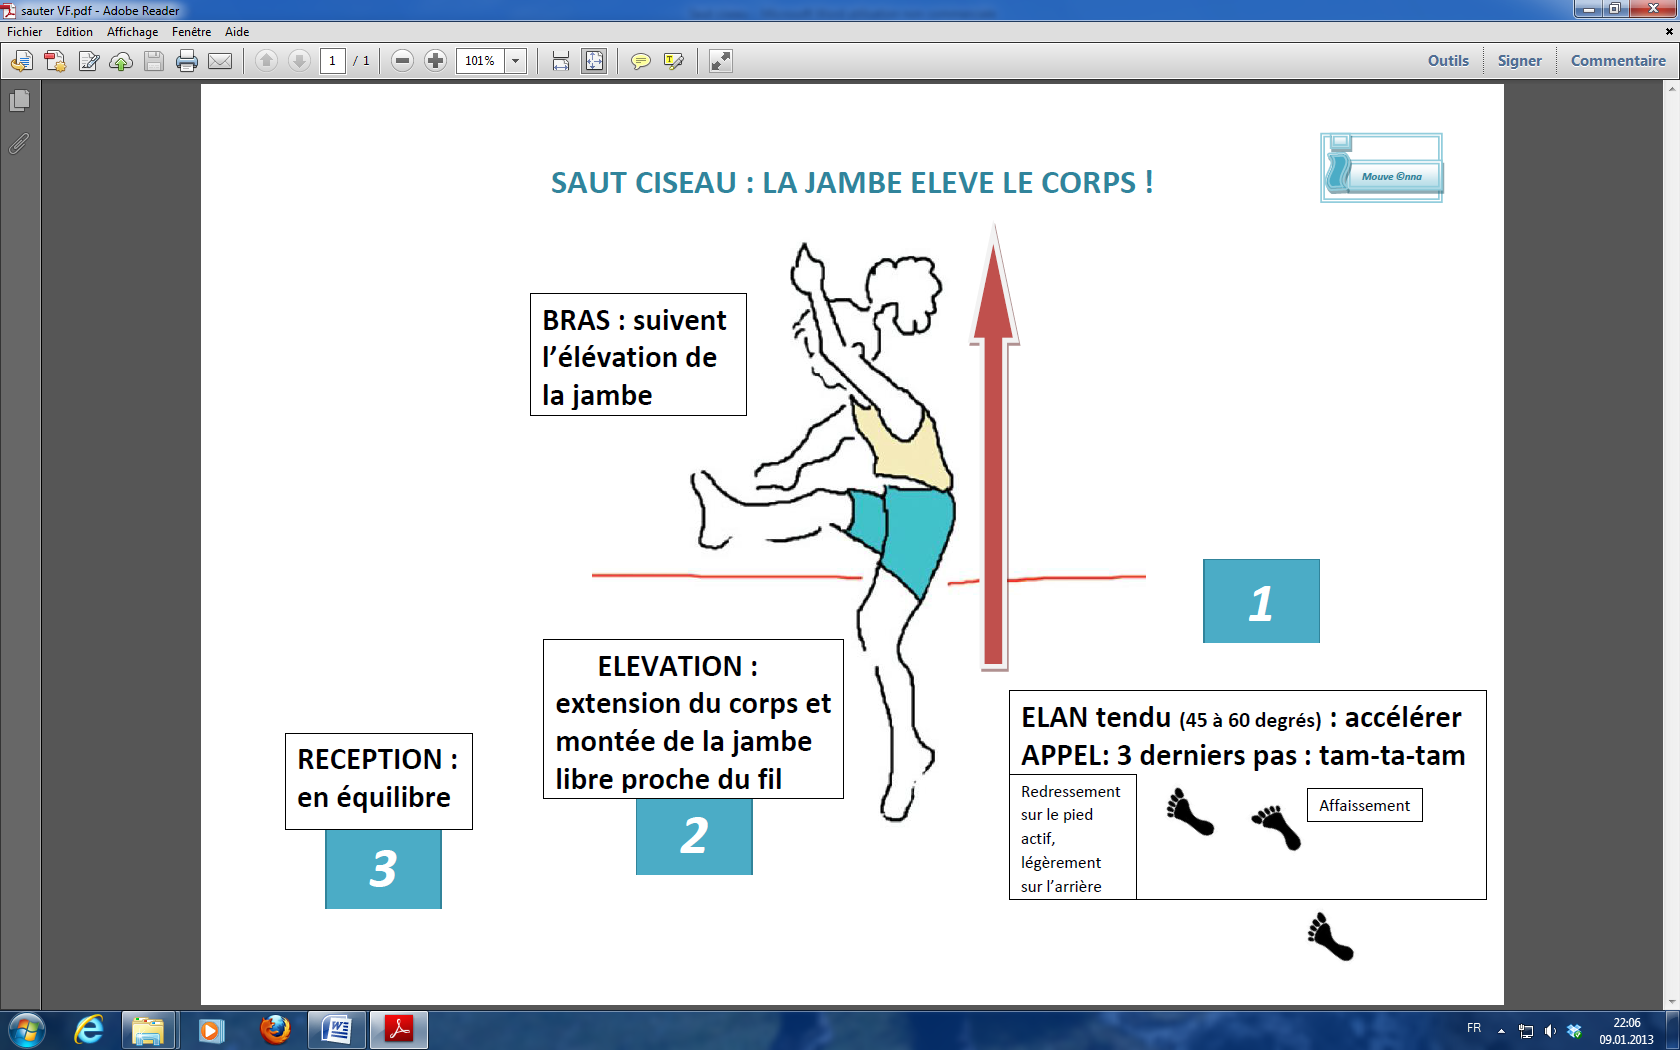 sauter VF.pdf - Adobe Reader
Fichier Edition Affichage Fenêtre Aide
1 / 1 101% Outils Signer Commentaire
Mouve ©nna
SAUT CISEAU : LA JAMBE ELEVE LE CORPS !
BRAS : suivent
l’élévation de
la jambe
1
ELEVATION :
extension du corps et
montée de la jambe
libre proche du fil
2
RECEPTION :
en équilibre
3
ELAN tendu (45 à 60 degrés) : accélérer
APPEL: 3 derniers pas : tam-ta-tam
Redressement
sur le pied
actif,
légèrement
sur l’arrière
Affaissement
FR
22:06
09.01.2013